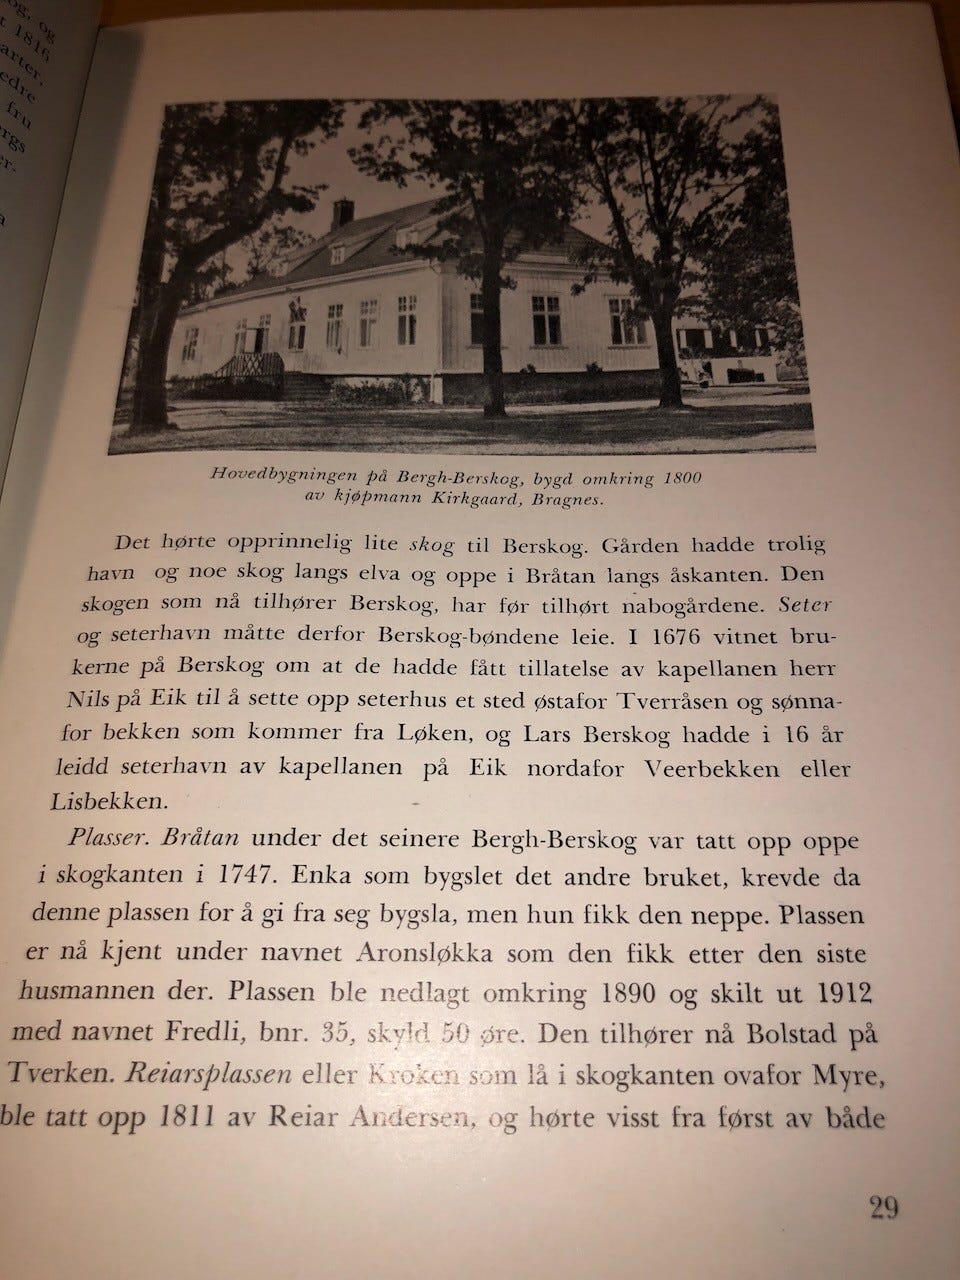 og, og
t 1816
arter.
edre
fru
ergs
er-
a
Hovedbygningen på Bergh-Berskog, bygd omkring 1800
av kjøpmann Kirkgaard, Bragnes.
Det hørte opprinnelig lite skog til Berskog. Gården hadde trolig
havn og noe skog langs elva og oppe i Bråtan langs åskanten. Den
skogen som nå tilhører Berskog, har før tilhørt nabogårdene. Seter
og seterhavn måtte derfor Berskog-bøndene leie. I 1676 vitnet bru-
kerne på Berskog om at de hadde fått tillatelse av kapellanen herr
Nils på Eik til å sette opp seterhus et sted østafor Tverråsen og sønna-
for bekken som kommer fra Løken, og Lars Berskog hadde i 16 år
leidd seterhavn av kapellanen på Eik nordafor Veerbekken eller
Lisbekken.
Plasser. Bråtan under det seinere Bergh-Berskog var tatt opp oppe
i skogkanten i 1747. Enka som bygslet det andre bruket, krevde da
denne plassen for å gi fra seg bygsla, men hun fikk den neppe. Plassen
er nå kjent under navnet Aronsløkka som den fikk etter den siste
husmannen der. Plassen ble nedlagt omkring 1890 og skilt ut 1912
med navnet Fredli, bnr. 35, skyld 50 øre. Den tilhører nå Bolstad på
Tverken. Reiarsplassen eller Kroken som lå i skogkanten ovafor Myre,
ble tatt opp 1811 av Reiar Andersen, og hørte visst fra først av både
29